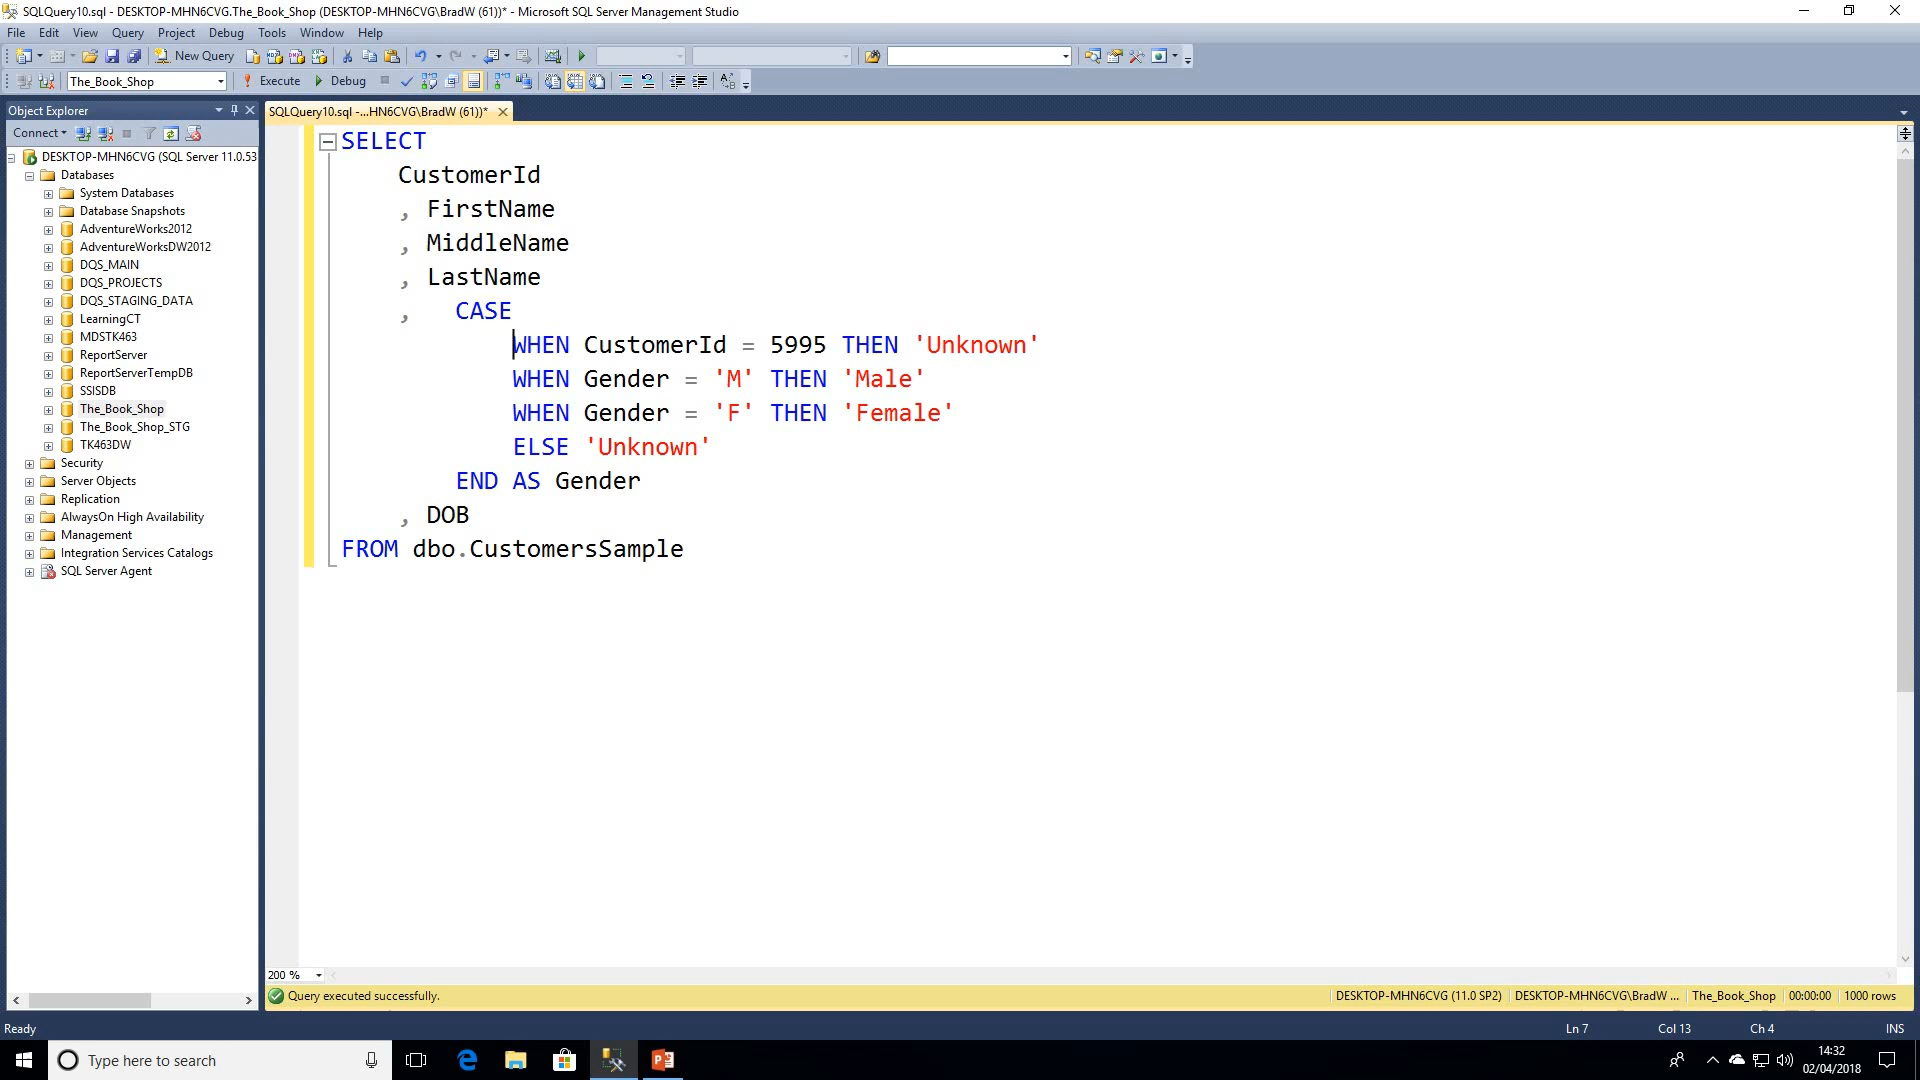 SQLQuery10.sql - DESKTOP-MHN6CVG.The_Book_Shop (DESKTOP-MHN6CVG\BradW (61))* - Microsoft SQL Server Management Studio
File Edit View Query Project Debug Tools Window Help
New Query
The_Book_Shop Execute Debug
Object Explorer
SQLQuery10.sql -...HN6CVG\BradW (61))*
Connect
DESKTOP-MHN6CVG (SQL Server 11.0.53
Databases
System Databases
Database Snapshots
AdventureWorks2012
AdventureWorksDW2012
DQS_MAIN
DQS_PROJECTS
DQS_STAGING_DATA
LearningCT
MDSTK463
ReportServer
ReportServerTempDB
SSISDB
The_Book_Shop
The_Book_Shop_STG
TK463DW
Security
Server Objects
Replication
AlwaysOn High Availability
Management
Integration Services Catalogs
SQL Server Agent
SELECT
CustomerId
, FirstName
, MiddleName
, LastName
, CASE
WHEN CustomerId = 5995 THEN 'Unknown'
WHEN Gender = 'M' THEN 'Male'
WHEN Gender = 'F' THEN 'Female'
ELSE 'Unknown'
END AS Gender
, DOB
FROM dbo.CustomersSample
200 %
Query executed successfully. DESKTOP-MHN6CVG (11.0 SP2) DESKTOP-MHN6CVG\BradW ... The_Book_Shop 00:00:00 1000 rows
Ready Ln 7 Col 13 Ch 4 INS
Type here to search
14:32
02/04/2018